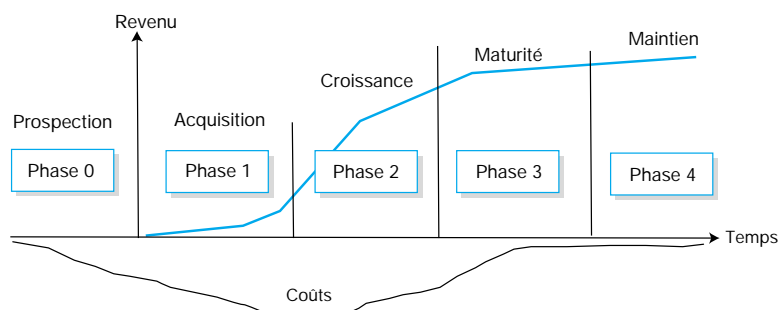 Revenu
Maintien
Maturité
Croissance
Prospection
Acquisition
Phase 0
Phase 1
Phase 2
Phase 3
Phase 4
Temps
Coûts